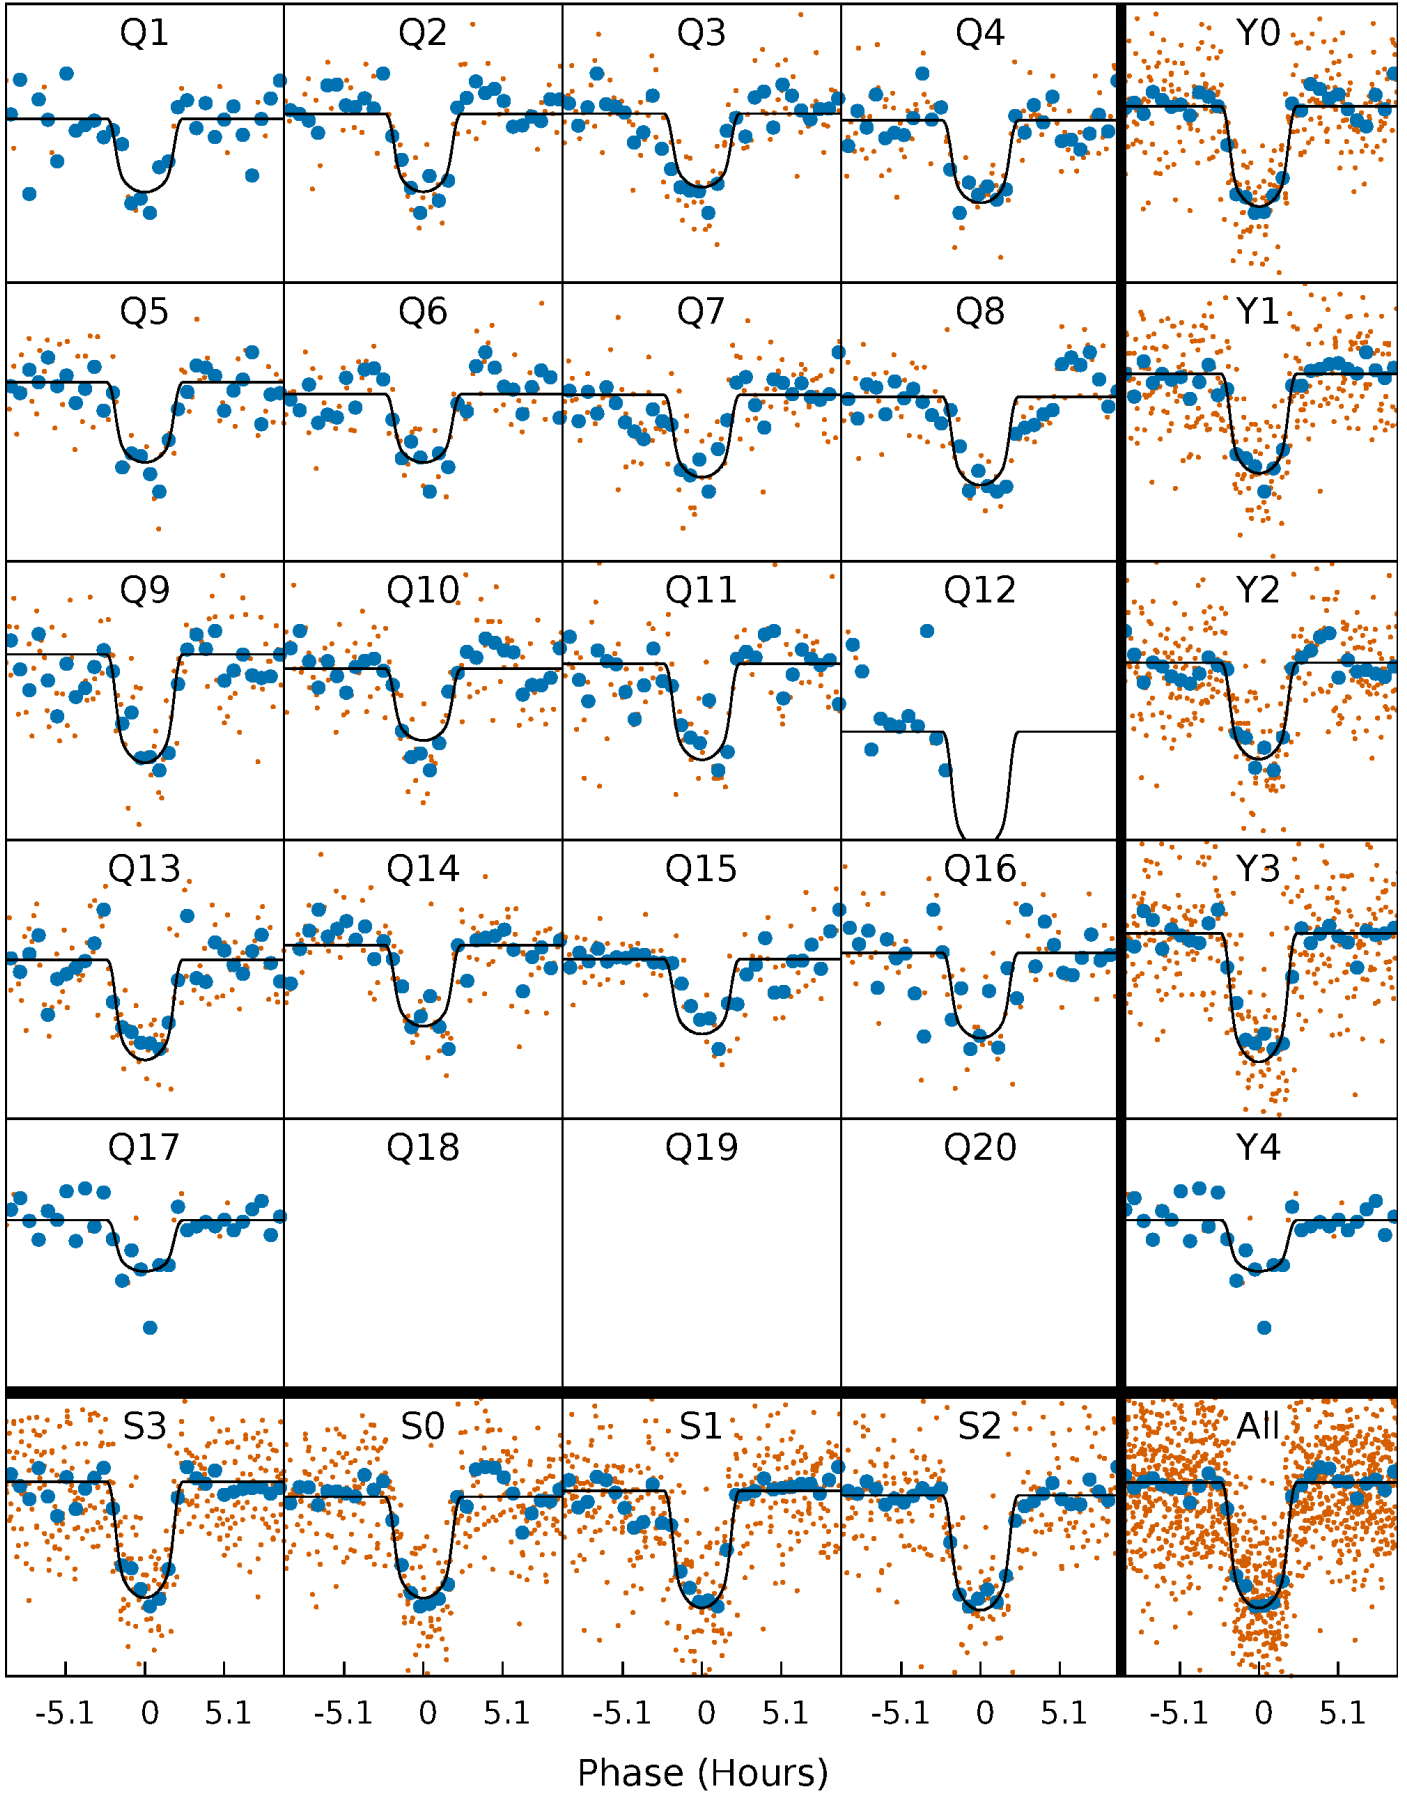 Q1 Q2 Q3 Q4 Y0
Q5 Q6 Q7 Q8 Y1
Q9 Q10 Q11 Q12 Y2
Q13 Q14 Q15 Q16 Y3
Q17 Q18 Q19 Q20 Y4
S3 S0 S1 S2 All
-5.1 0 5.1 -5.1 0 5.1 -5.1 0 5.1 -5.1 0 5.1 -5.1 0 5.1
Phase (Hours)